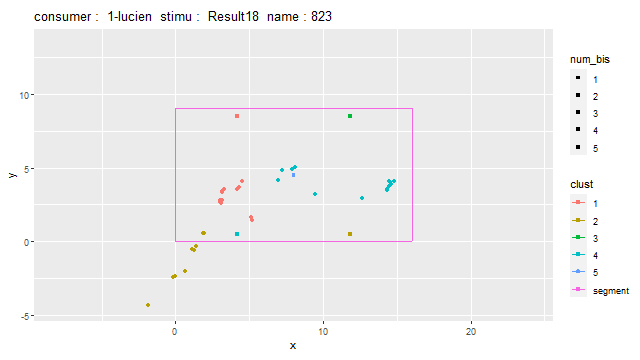 consumer :  1-lucien  stimu :  Result18  name : 823
10
5
0
-5
y
0
10
20
x
num_bis
1
2
3
4
5
clust
1
2
3
4
5
segment